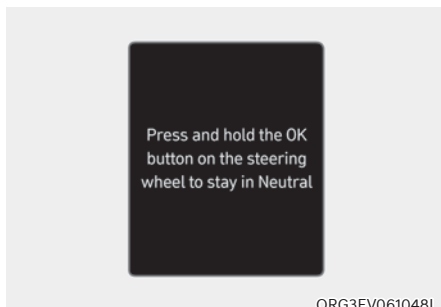 Press and hold the OK
button on the steering
wheel to stay in Neutral
ORG3EV061048L